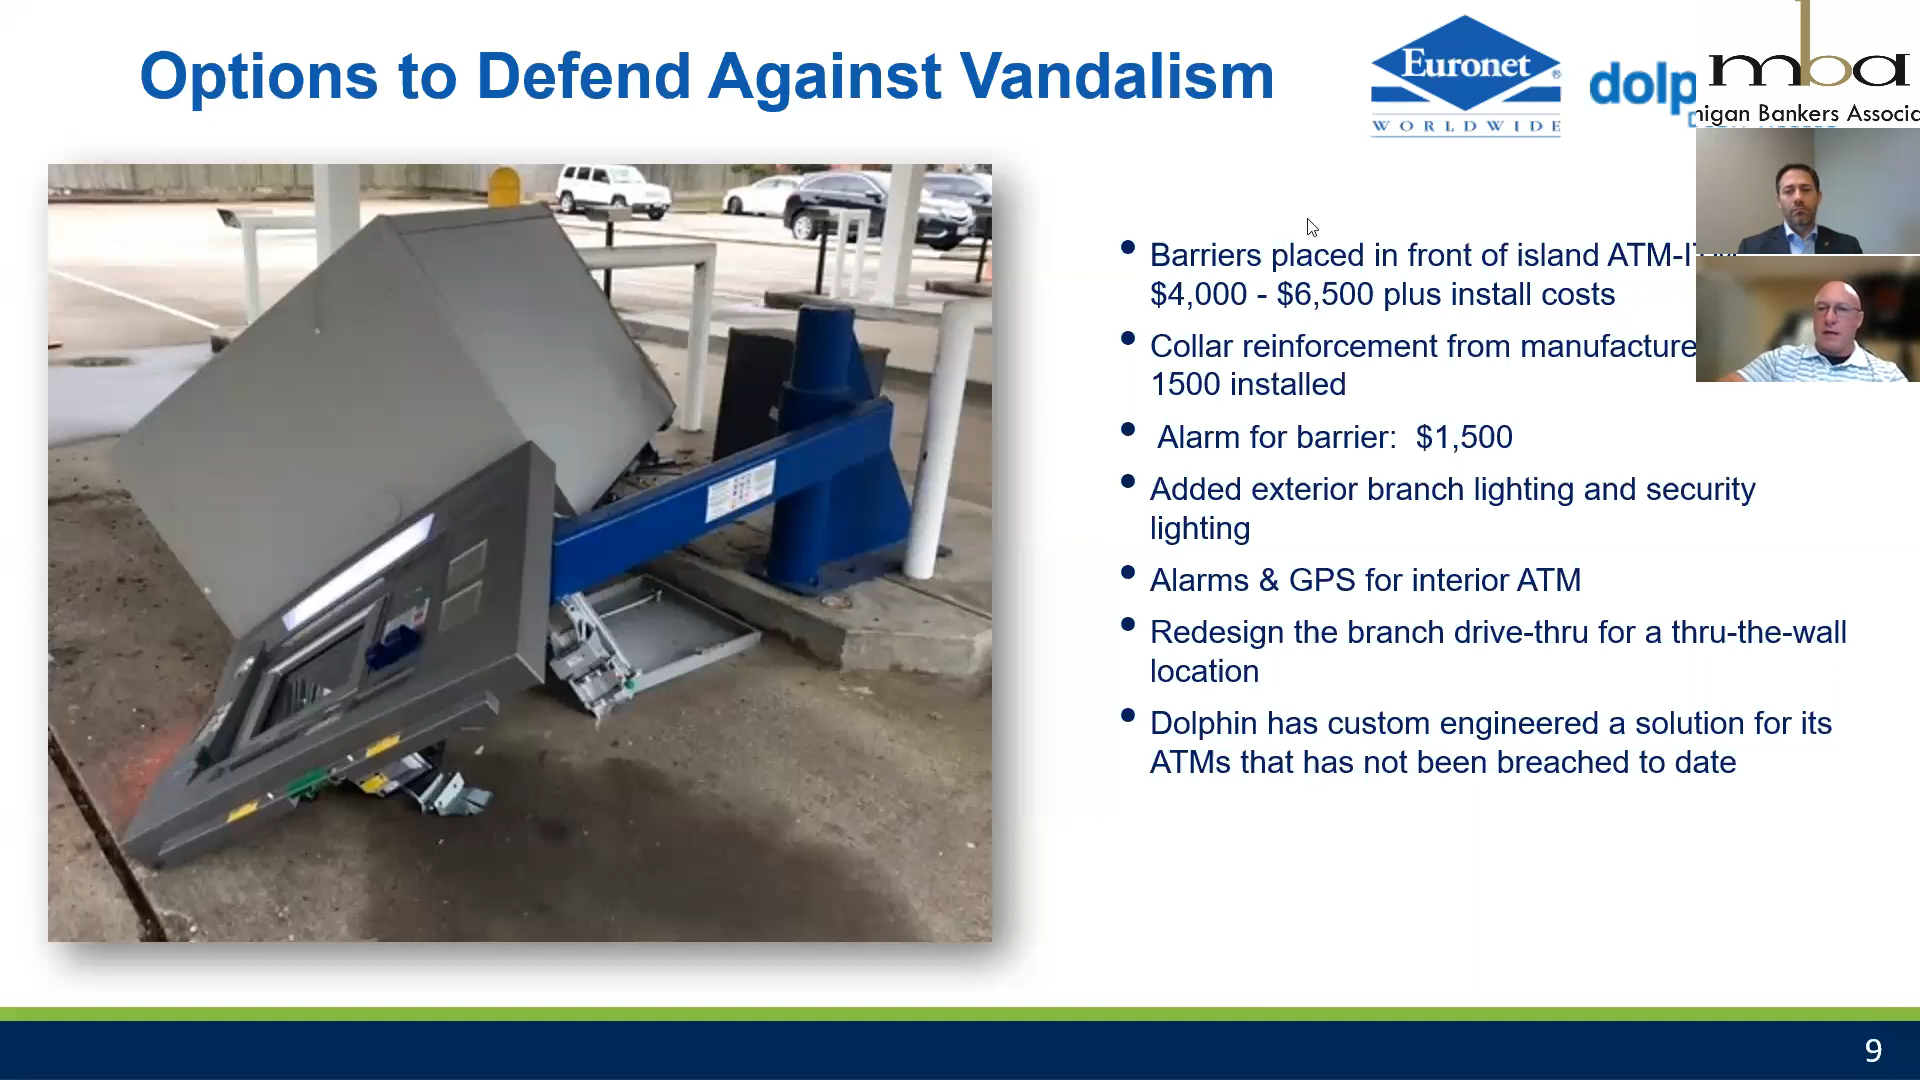 Options to Defend Against Vandalism
Euronet
®
WORLDWIDE
dolp
mba
higan Bankers Associa
Barriers placed in front of island ATM-
$4,000 - $6,500 plus install costs
Collar reinforcement from manufacture
1500 installed
Alarm for barrier: $1,500
Added exterior branch lighting and security
lighting
Alarms & GPS for interior ATM
Redesign the branch drive-thru for a thru-the-wall
location
Dolphin has custom engineered a solution for its
ATMs that has not been breached to date
9